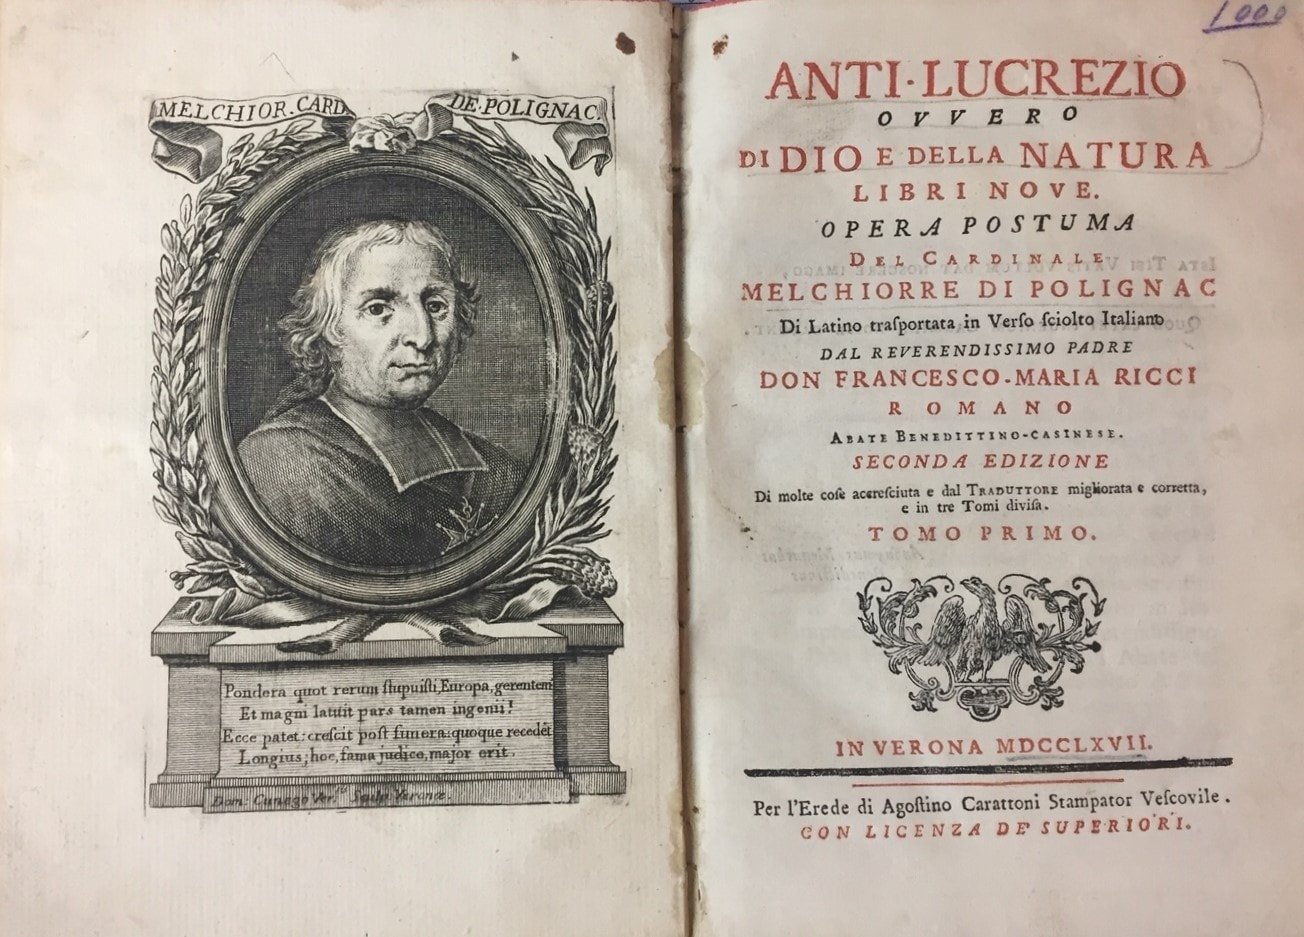 MELCHIOR. CARD. DE. POLIGNAC.
Pondera quot rerum stupuisti, Europa, gerentem
Et magni latuit pars tamen ingenii!
Ecce patet: crescit post funera: quoque recedet
Longius; hoc, fama judice, major erit.
Dom. Cunego Ver. Veronæ.
1000
ANTI-LUCREZIO
OVVERO
DI DIO E DELLA NATURA
LIBRI NOVE.
OPERA POSTUMA
DEL CARDINALE
MELCHIORRE DI POLIGNAC
Di Latino trasportata in Verso sciolto Italiano
DAL REVERENDISSIMO PADRE
DON FRANCESCO-MARIA RICCI
ROMANO
ABATE BENEDITTINO-CASINESE.
SECONDA EDIZIONE
Di molte cose accresciuta e dal TRADUTTORE migliorata e corretta,
e in tre Tomi divisa.
TOMO PRIMO.
IN VERONA MDCCLXVII.
Per l'Erede di Agostino Carattoni Stampator Vescovile.
CON LICENZA DE' SUPERIORI.